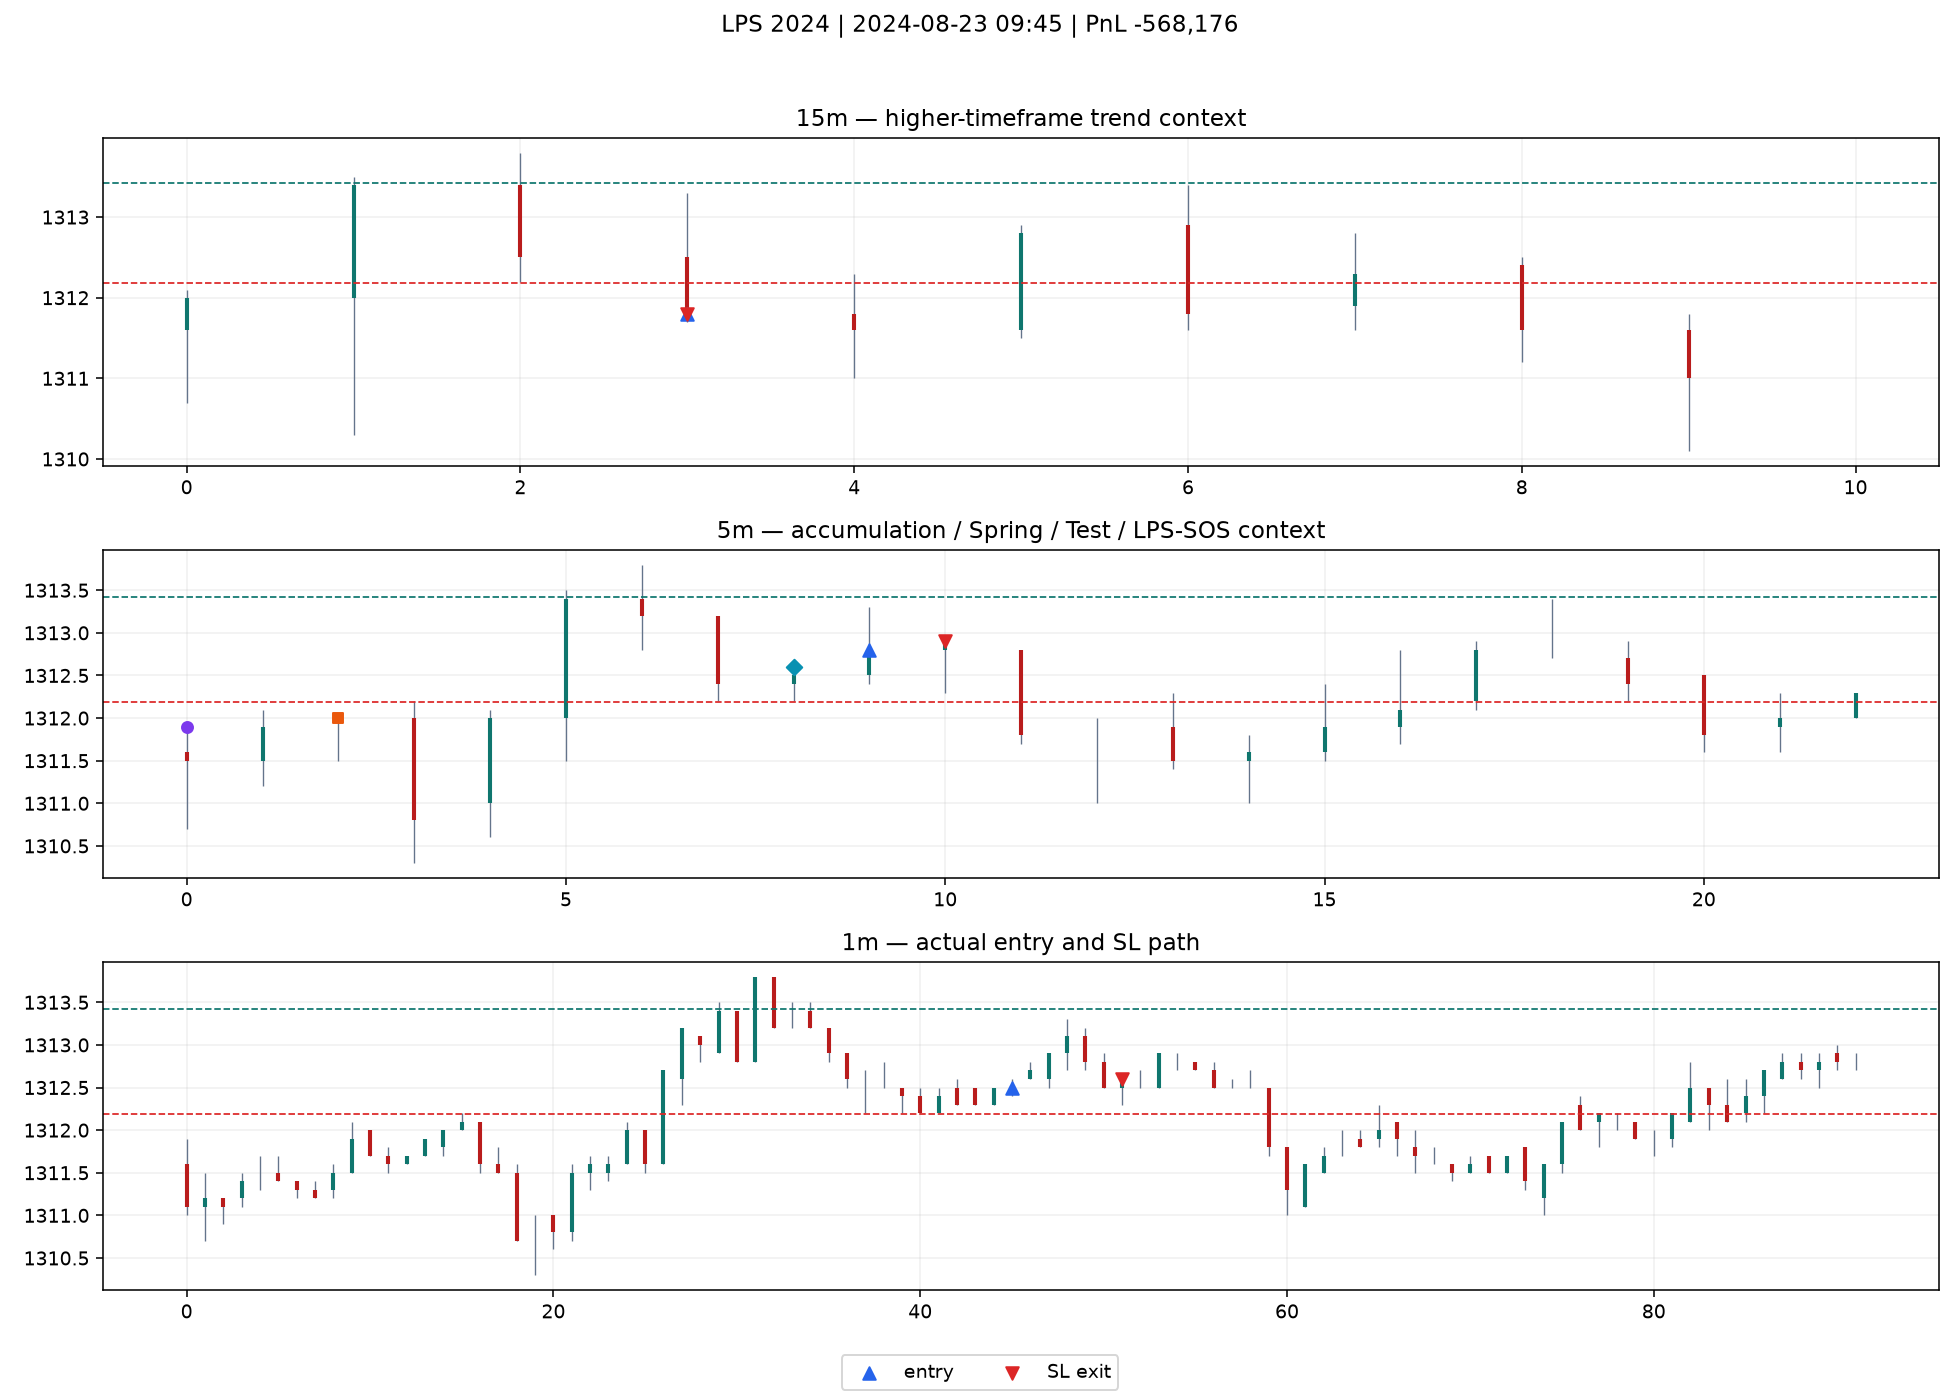 LPS 2024 | 2024-08-23 09:45 | PnL -568,176
15m — higher-timeframe trend context
1313
1312
1311
1310
0 2 4 6 8 10
5m — accumulation / Spring / Test / LPS-SOS context
1313.5
1313.0
1312.5
1312.0
1311.5
1311.0
1310.5
0 5 10 15 20
1m — actual entry and SL path
1313.5
1313.0
1312.5
1312.0
1311.5
1311.0
1310.5
0 20 40 60 80
entry SL exit